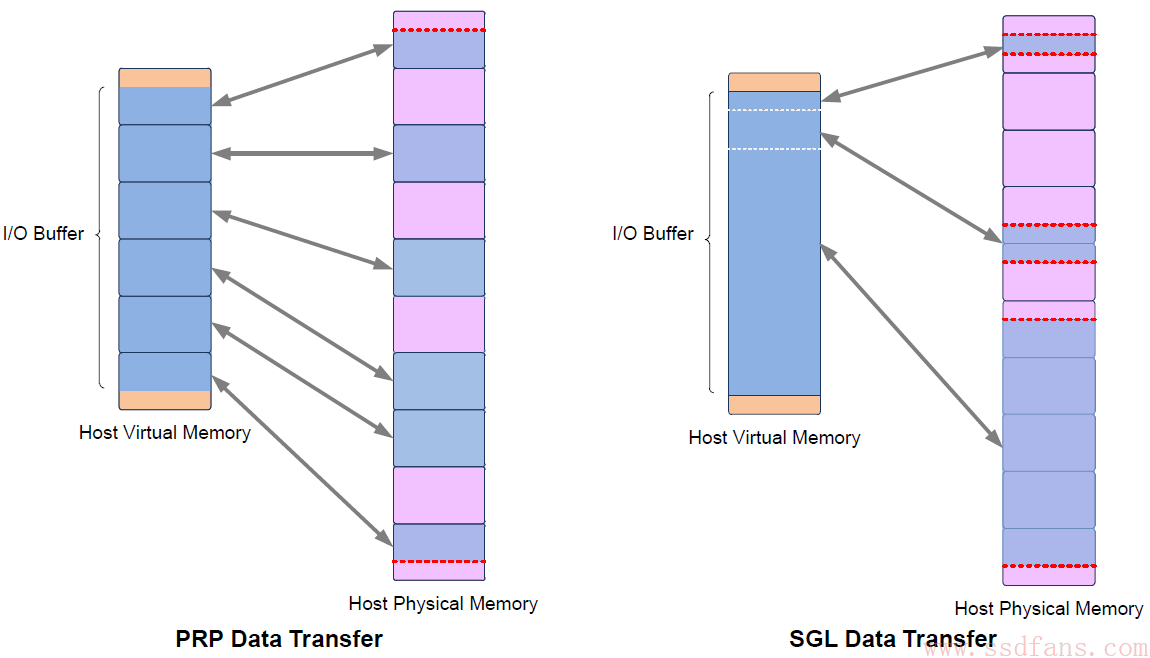 I/O Buffer
Host Virtual Memory
Host Physical Memory
PRP Data Transfer
I/O Buffer
Host Virtual Memory
Host Physical Memory
SGL Data Transfer
www.ssdfans.com